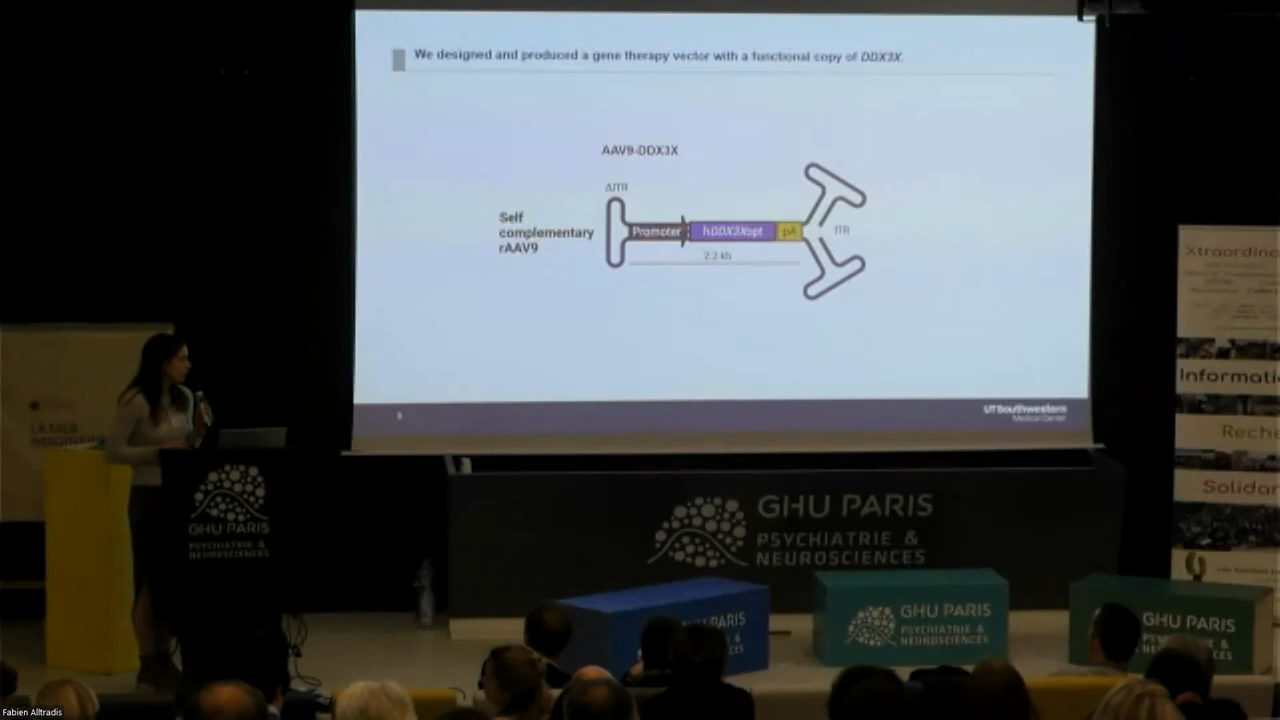 We designed and produced a gene therapy vector with a functional copy of DDX3X.
AAV9-DDX3X
ΔITR
Self
complementary
rAAV9
Promoter
hDDX3Xopt
pA
ITR
2.2 kb
UTSouthwestern
Medical Center
Xtraordinc
Informati
Reche
Solidar
GHU PARIS
PSYCHIATRIE &
NEUROSCIENCES
GHU PARIS
PSYCHIATRIE &
NEUROSCIENCES
GHU PARIS
PSYCHIATRIE &
NEUROSCIENCES
GHU PARIS
Fabien Alltradis